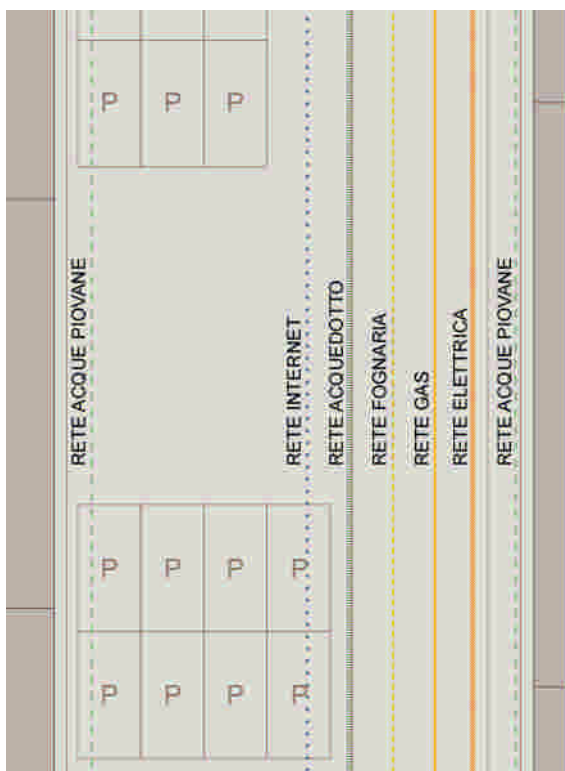 P P P
RETE ACQUE PIOVANE
RETE INTERNET
RETE ACQUEDOTTO
RETE FOGNARIA
RETE GAS
RETE ELETTRICA
RETE ACQUE PIOVANE
P P P P
P P P P